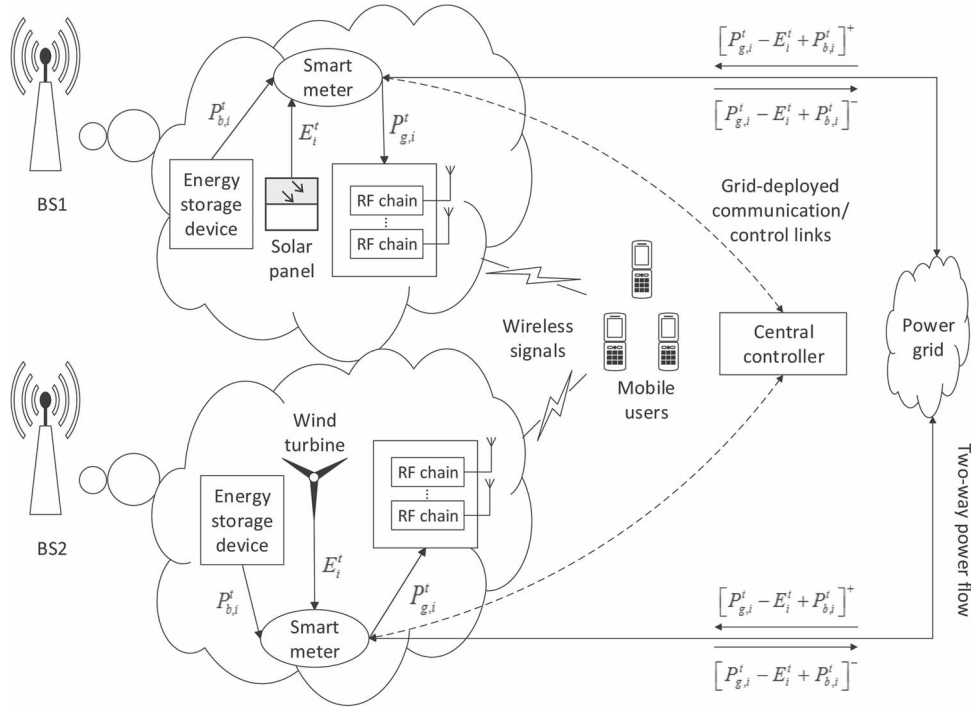 [P_{g,i}^t − E_i^t + P_{b,i}^t]^+
[P_{g,i}^t − E_i^t + P_{b,i}^t]^−
Smart
meter
P_{b,i}^t
E_i^t
P_{g,i}^t
Energy
storage
device
Solar
panel
RF chain
⋮
RF chain
BS1
Grid-deployed
communication/
control links
Wireless
signals
Mobile
users
Central
controller
Power
grid
BS2
Wind
turbine
Energy
storage
device
RF chain
⋮
RF chain
P_{b,i}^t
E_i^t
P_{g,i}^t
Smart
meter
Two-way power flow
[P_{g,i}^t − E_i^t + P_{b,i}^t]^+
[P_{g,i}^t − E_i^t + P_{b,i}^t]^−